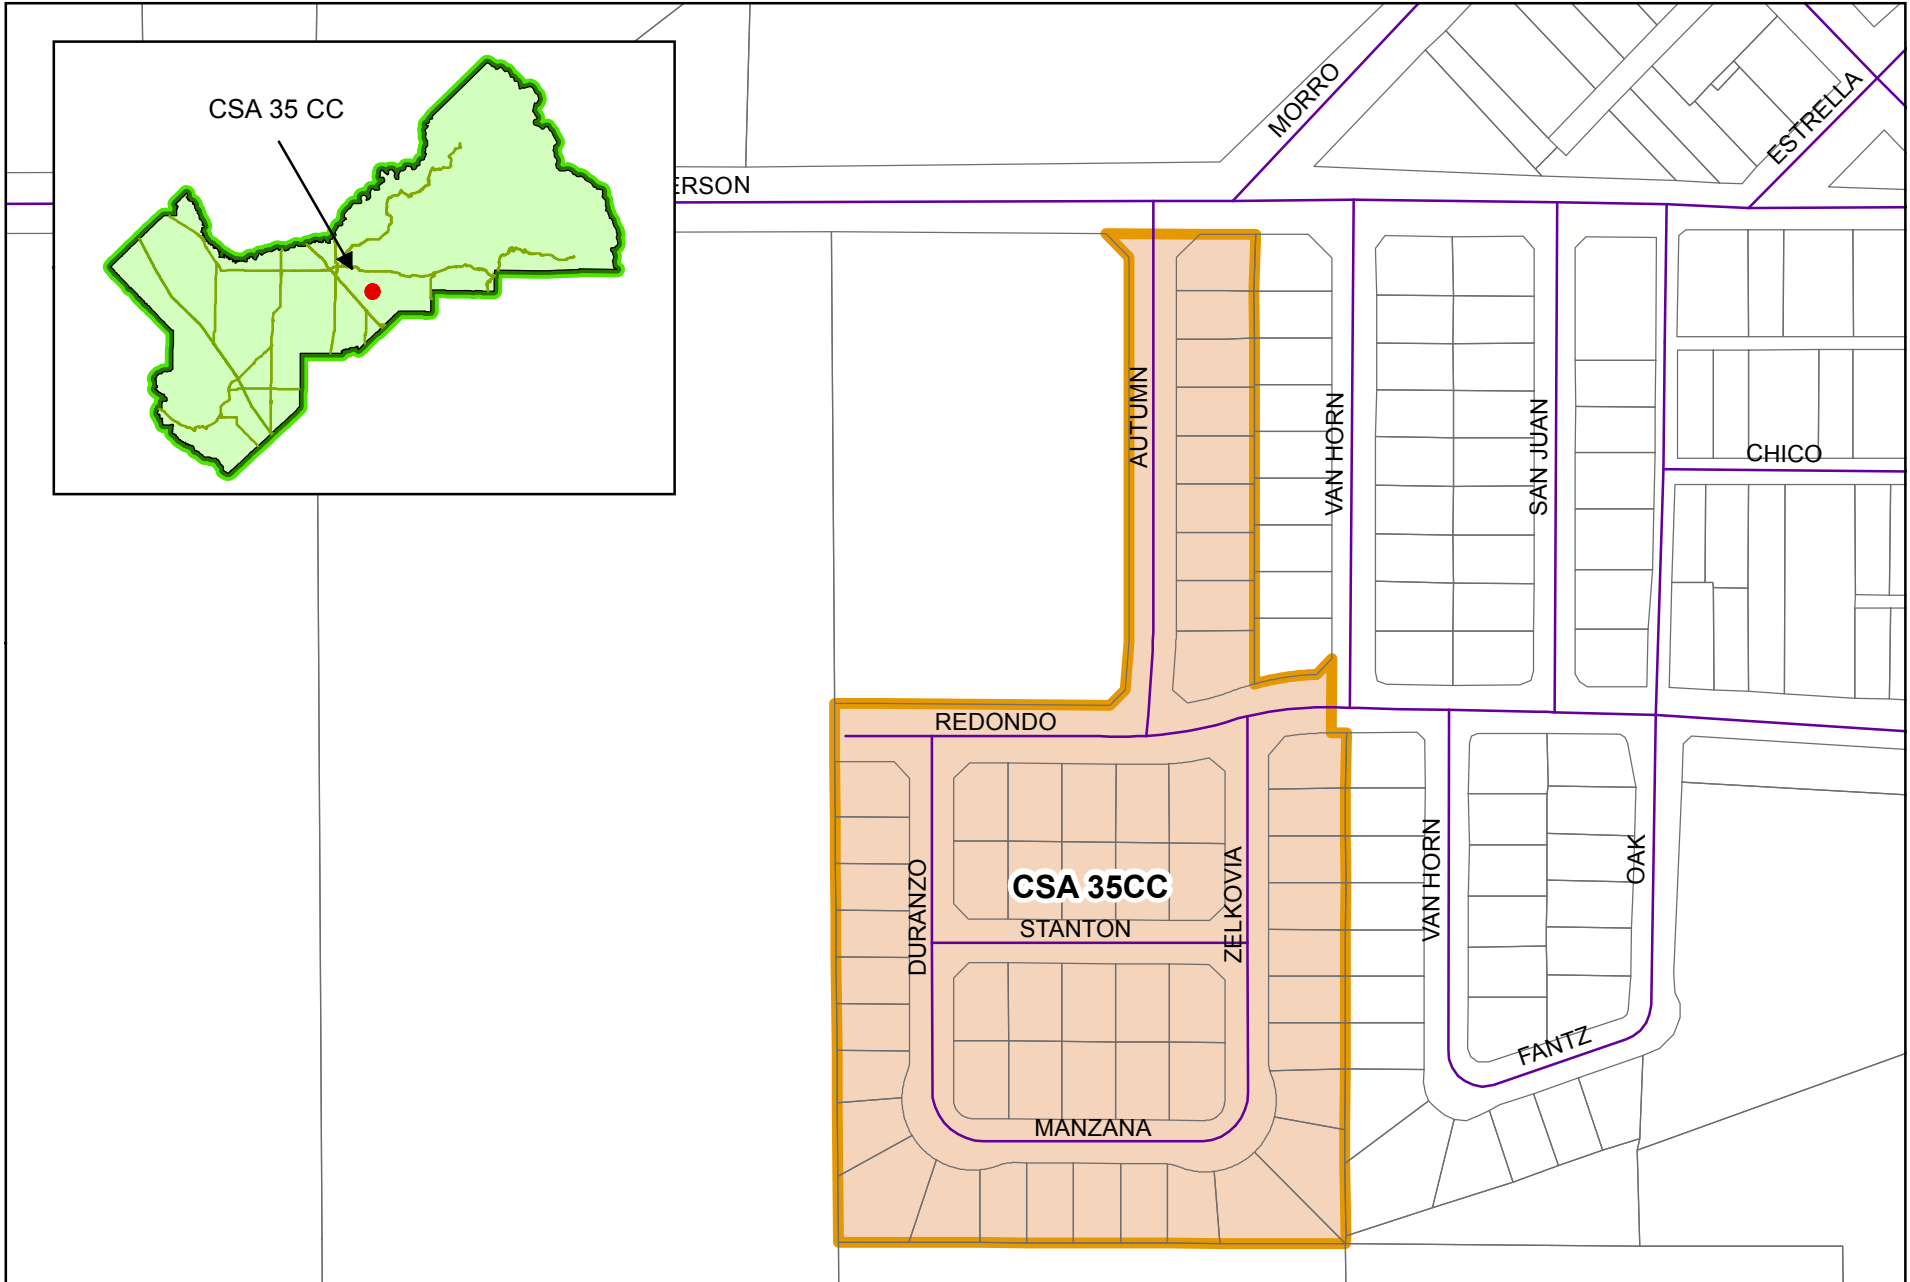 CSA 35 CC
MORRO
ESTRELLA
ERSON
AUTUMN
VAN HORN
SAN JUAN
CHICO
REDONDO
DURANZO
CSA 35CC
STANTON
ZELKOVIA
VAN HORN
OAK
FANTZ
MANZANA